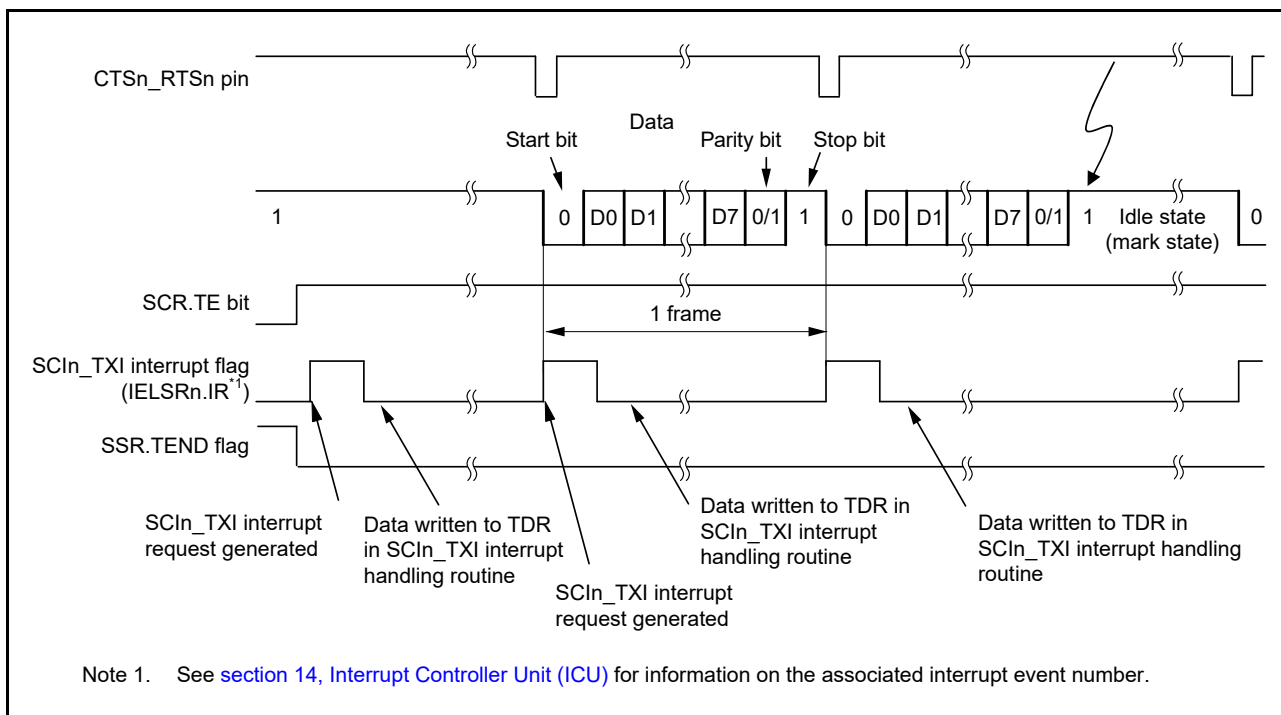 CTSn_RTSn pin
Data
Start bit
Parity bit
Stop bit
1
0
D0
D1
D7
0/1
1
0
D0
D1
D7
0/1
1
Idle state
(mark state)
0
SCR.TE bit
1 frame
SCIn_TXI interrupt flag
(IELSRn.IR*1)
SSR.TEND flag
SCIn_TXI interrupt
request generated
Data written to TDR
in SCIn_TXI interrupt
handling routine
SCIn_TXI interrupt
request generated
Data written to TDR in
SCIn_TXI interrupt
handling routine
Data written to TDR in
SCIn_TXI interrupt handling
routine
Note 1. See section 14, Interrupt Controller Unit (ICU) for information on the associated interrupt event number.